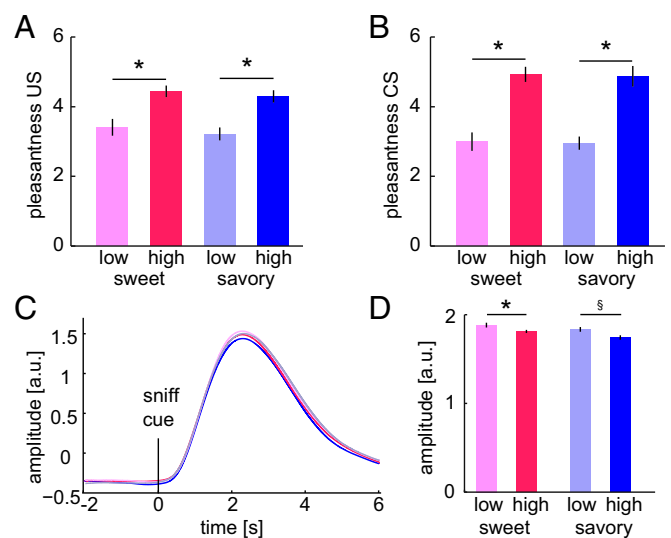 A
pleasantness US
6
4
2
0
*
*
low high low high
sweet savory
B
pleasantness CS
6
4
2
0
*
*
low high low high
sweet savory
C
amplitude [a.u.]
1.5
0.5
0
−0.5
sniff
cue
-2 0 2 4 6
time [s]
D
amplitude [a.u.]
2
1
0
*
§
low high low high
sweet savory